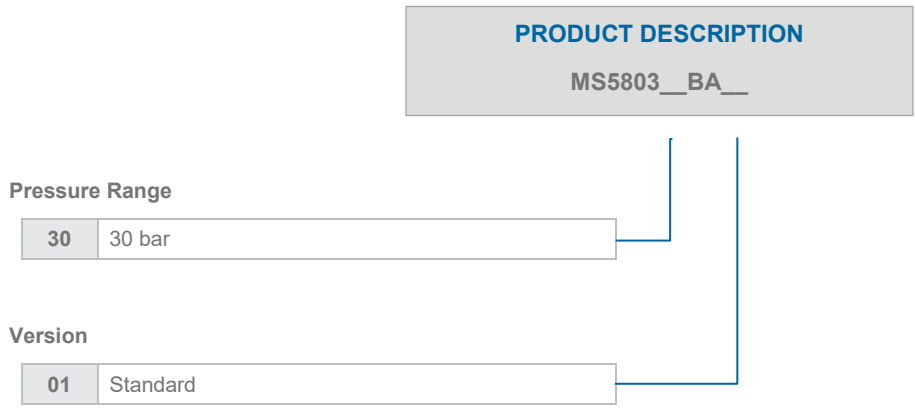 PRODUCT DESCRIPTION
MS5803__BA__
Pressure Range
30 30 bar
Version
01 Standard